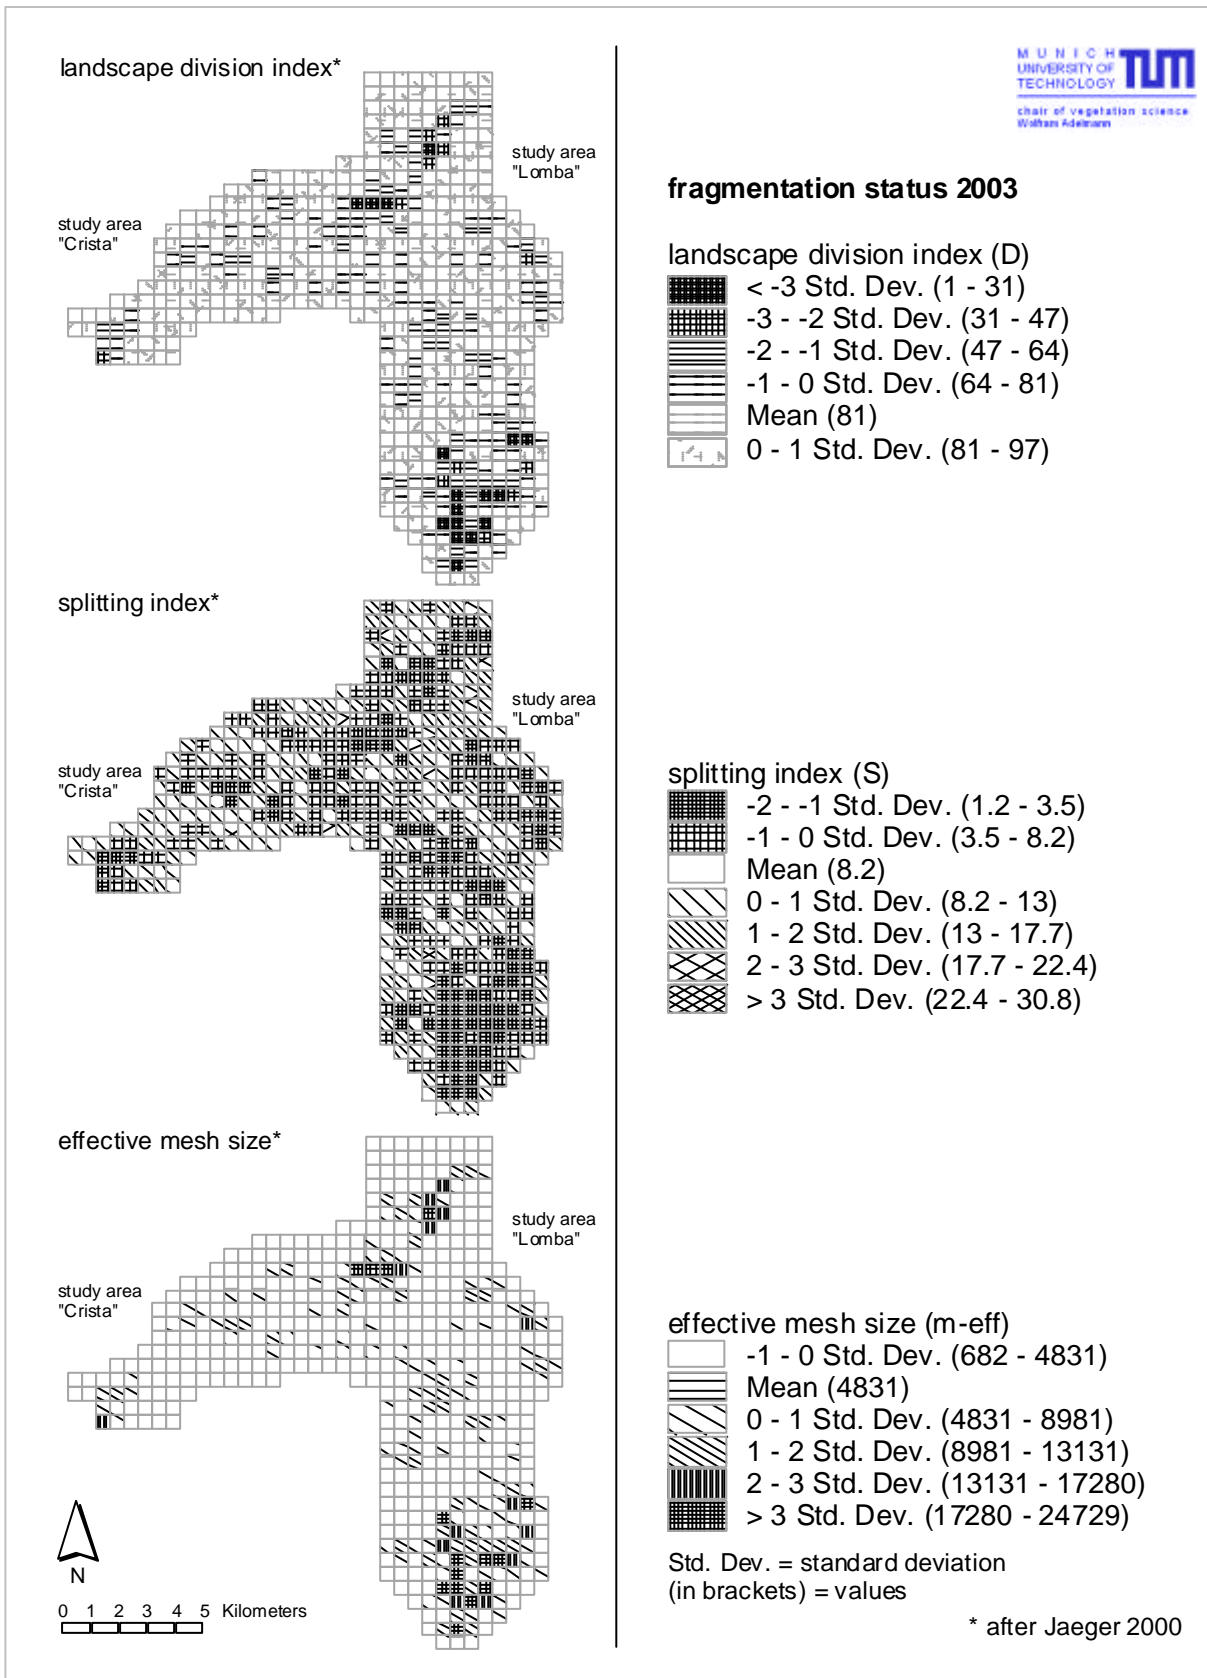 landscape division index*
study area
"Lomba"
study area
"Crista"
splitting index*
study area
"Lomba"
study area
"Crista"
effective mesh size*
study area
"Lomba"
study area
"Crista"
N
0 1 2 3 4 5 Kilometers
MUNICH
UNIVERSITY OF
TECHNOLOGY
TUM
chair of vegetation science
Wolfram Adelmann
fragmentation status 2003
landscape division index (D)
< -3 Std. Dev. (1 - 31)
-3 - -2 Std. Dev. (31 - 47)
-2 - -1 Std. Dev. (47 - 64)
-1 - 0 Std. Dev. (64 - 81)
Mean (81)
0 - 1 Std. Dev. (81 - 97)
splitting index (S)
-2 - -1 Std. Dev. (1.2 - 3.5)
-1 - 0 Std. Dev. (3.5 - 8.2)
Mean (8.2)
0 - 1 Std. Dev. (8.2 - 13)
1 - 2 Std. Dev. (13 - 17.7)
2 - 3 Std. Dev. (17.7 - 22.4)
> 3 Std. Dev. (22.4 - 30.8)
effective mesh size (m-eff)
-1 - 0 Std. Dev. (682 - 4831)
Mean (4831)
0 - 1 Std. Dev. (4831 - 8981)
1 - 2 Std. Dev. (8981 - 13131)
2 - 3 Std. Dev. (13131 - 17280)
> 3 Std. Dev. (17280 - 24729)
Std. Dev. = standard deviation
(in brackets) = values
* after Jaeger 2000